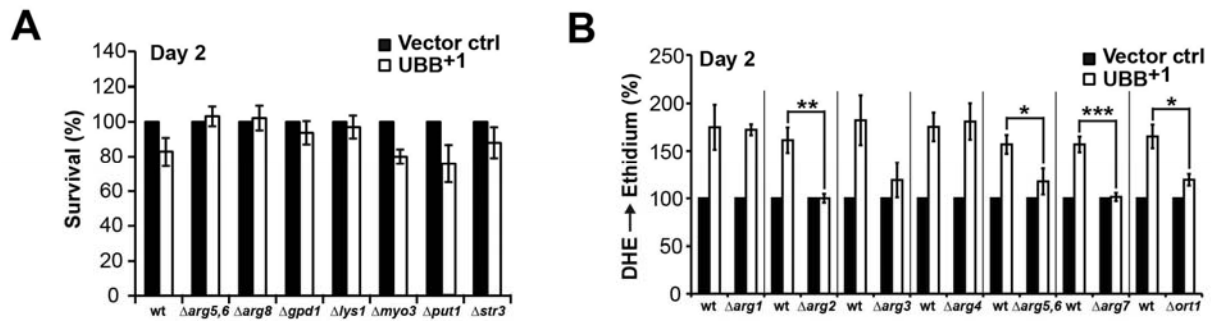 A
Day 2
Vector ctrl
UBB+1
Survival (%)
140
120
100
80
60
40
20
0
wt Δarg5,6 Δarg8 Δgpd1 Δlys1 Δmyo3 Δput1 Δstr3
B
Day 2
Vector ctrl
UBB+1
DHE → Ethidium (%)
250
200
150
100
50
0
** * *** *
wt Δarg1 wt Δarg2 wt Δarg3 wt Δarg4 wt Δarg5,6 wt Δarg7 wt Δort1